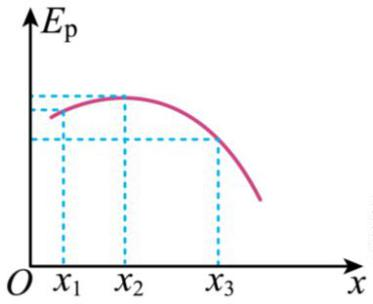 Eₚ
O x₁ x₂ x₃ x